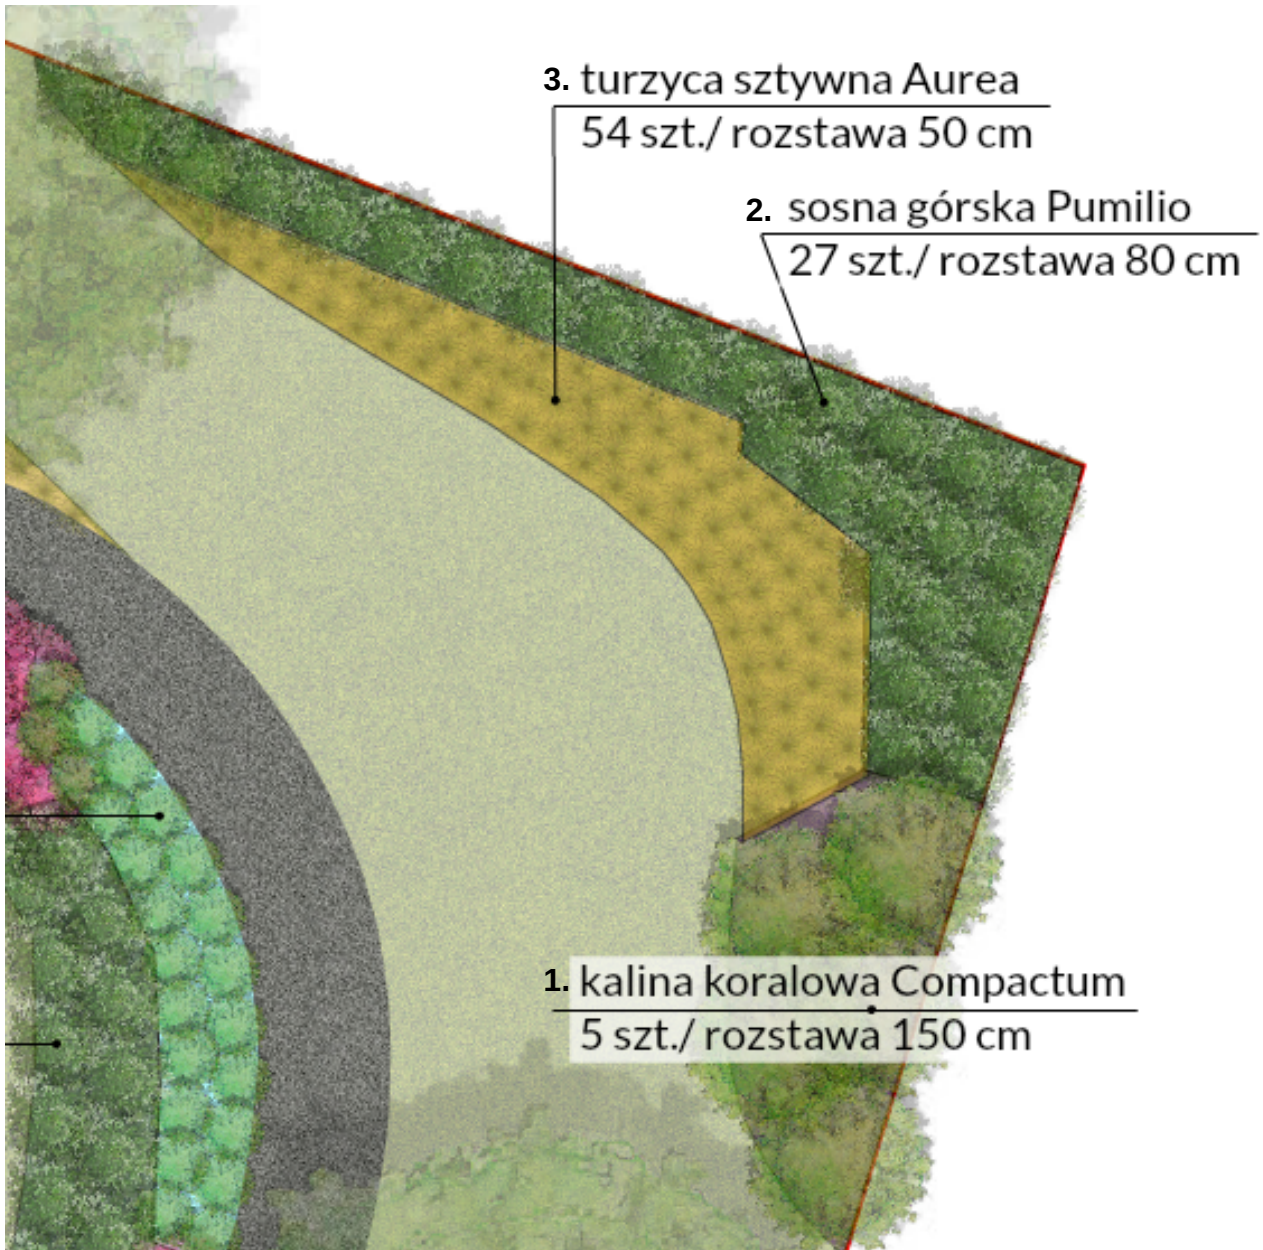 3. turzyca sztywna Aurea
54 szt./ rozstawa 50 cm
2. sosna górska Pumilio
27 szt./ rozstawa 80 cm
1. kalina koralowa Compactum
5 szt./ rozstawa 150 cm